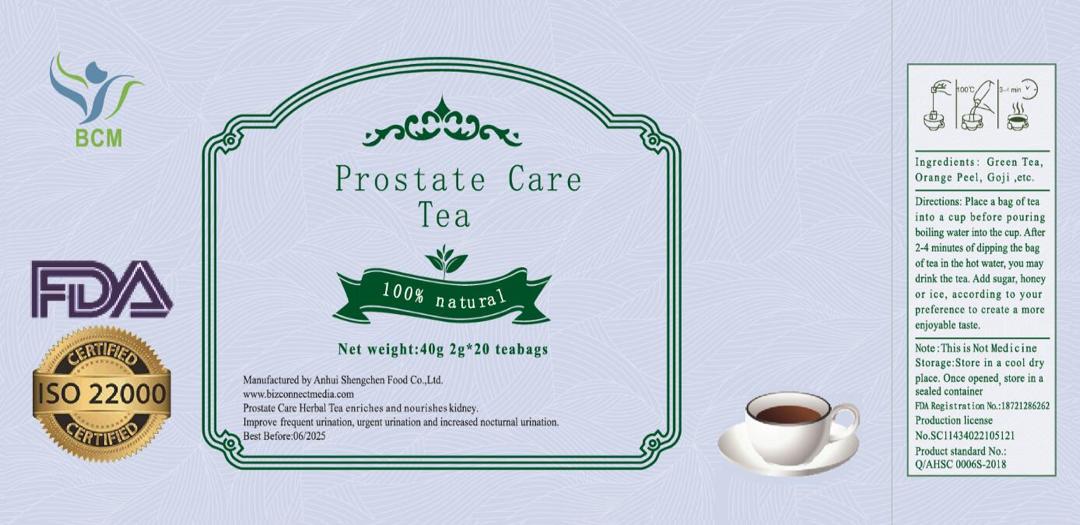 BCM
FDA
CERTIFIED
ISO 22000
CERTIFIED
Prostate Care
Tea
100% natural
Net weight:40g 2g*20 teabags
Manufactured by Anhui Shengchen Food Co.,Ltd.
www.bizconnectmedia.com
Prostate Care Herbal Tea enriches and nourishes kidney.
Improve frequent urination, urgent urination and increased nocturnal urination.
Best Before:06/2025
100℃
min
Ingredients: Green Tea,
Orange Peel, Goji ,etc.
Directions: Place a bag of tea
into a cup before pouring
boiling water into the cup. After
2-4 minutes of dipping the bag
of tea in the hot water, you may
drink the tea. Add sugar, honey
or ice, according to your
preference to create a more
enjoyable taste.
Note:This is Not Medicine
Storage:Store in a cool dry
place. Once opened, store in a
sealed container
FDA Registration No.:18721286262
Production license
No.SC11434022105121
Product standard No.:
Q/AHSC 0006S-2018